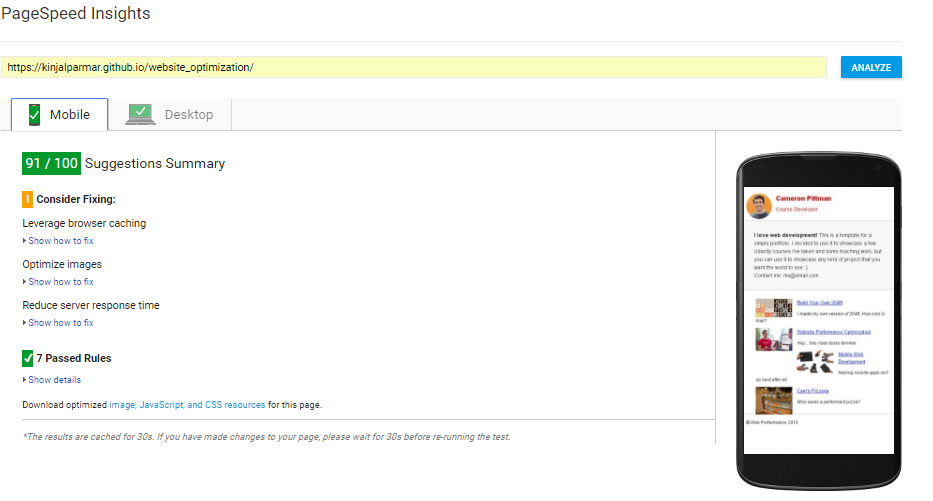 PageSpeed Insights
https://kinjalparmar.github.io/website_optimization/
ANALYZE
Mobile
Desktop
91 / 100 Suggestions Summary
! Consider Fixing:
Leverage browser caching
Show how to fix
Optimize images
Show how to fix
Reduce server response time
Show how to fix
7 Passed Rules
Show details
Download optimized image, JavaScript, and CSS resources for this page.
*The results are cached for 30s. If you have made changes to your page, please wait for 30s before re-running the test.
Cameron Pittman
Course Developer
I love web development! This is a template for a
simple portfolio. I decided to use it to showcase a few
Udacity courses I've taken and some teaching work, but
you can use it to showcase any kind of project that you
want the world to see :)
Contact me: me@email.com
Build Your Own 2048
I made my own version of 2048. How cool is
that?
Website Performance Optimization
Hey... this class looks familiar.
Mobile Web
Development
Making mobile apps isn't
so hard after all!
Cam's Pizzeria
Who wants a performant pizza?
© Web Performance 2014